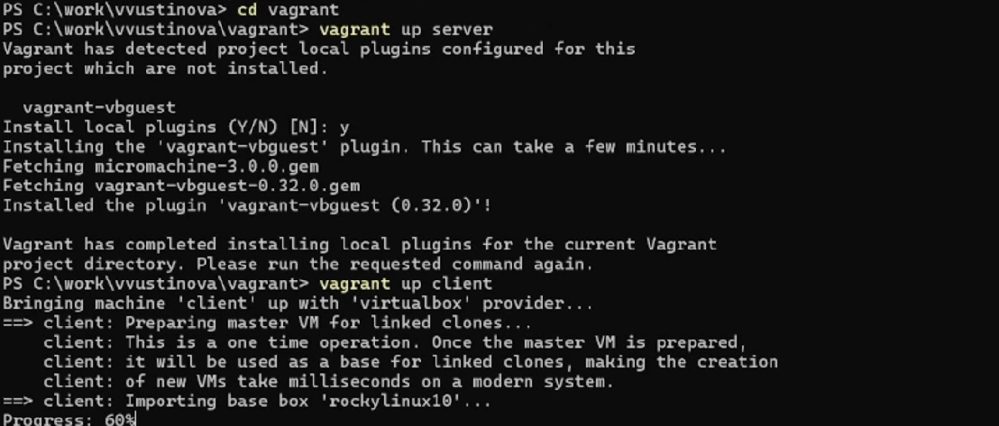 PS C:\work\vvustinova> cd vagrant
PS C:\work\vvustinova\vagrant> vagrant up server
Vagrant has detected project local plugins configured for this
project which are not installed.

  vagrant-vbguest
Install local plugins (Y/N) [N]: y
Installing the 'vagrant-vbguest' plugin. This can take a few minutes...
Fetching micromachine-3.0.0.gem
Fetching vagrant-vbguest-0.32.0.gem
Installed the plugin 'vagrant-vbguest (0.32.0)'!

Vagrant has completed installing local plugins for the current Vagrant
project directory. Please run the requested command again.
PS C:\work\vvustinova\vagrant> vagrant up client
Bringing machine 'client' up with 'virtualbox' provider...
==> client: Preparing master VM for linked clones...
    client: This is a one time operation. Once the master VM is prepared,
    client: it will be used as a base for linked clones, making the creation
    client: of new VMs take milliseconds on a modern system.
==> client: Importing base box 'rockylinux10'...
Progress: 60%